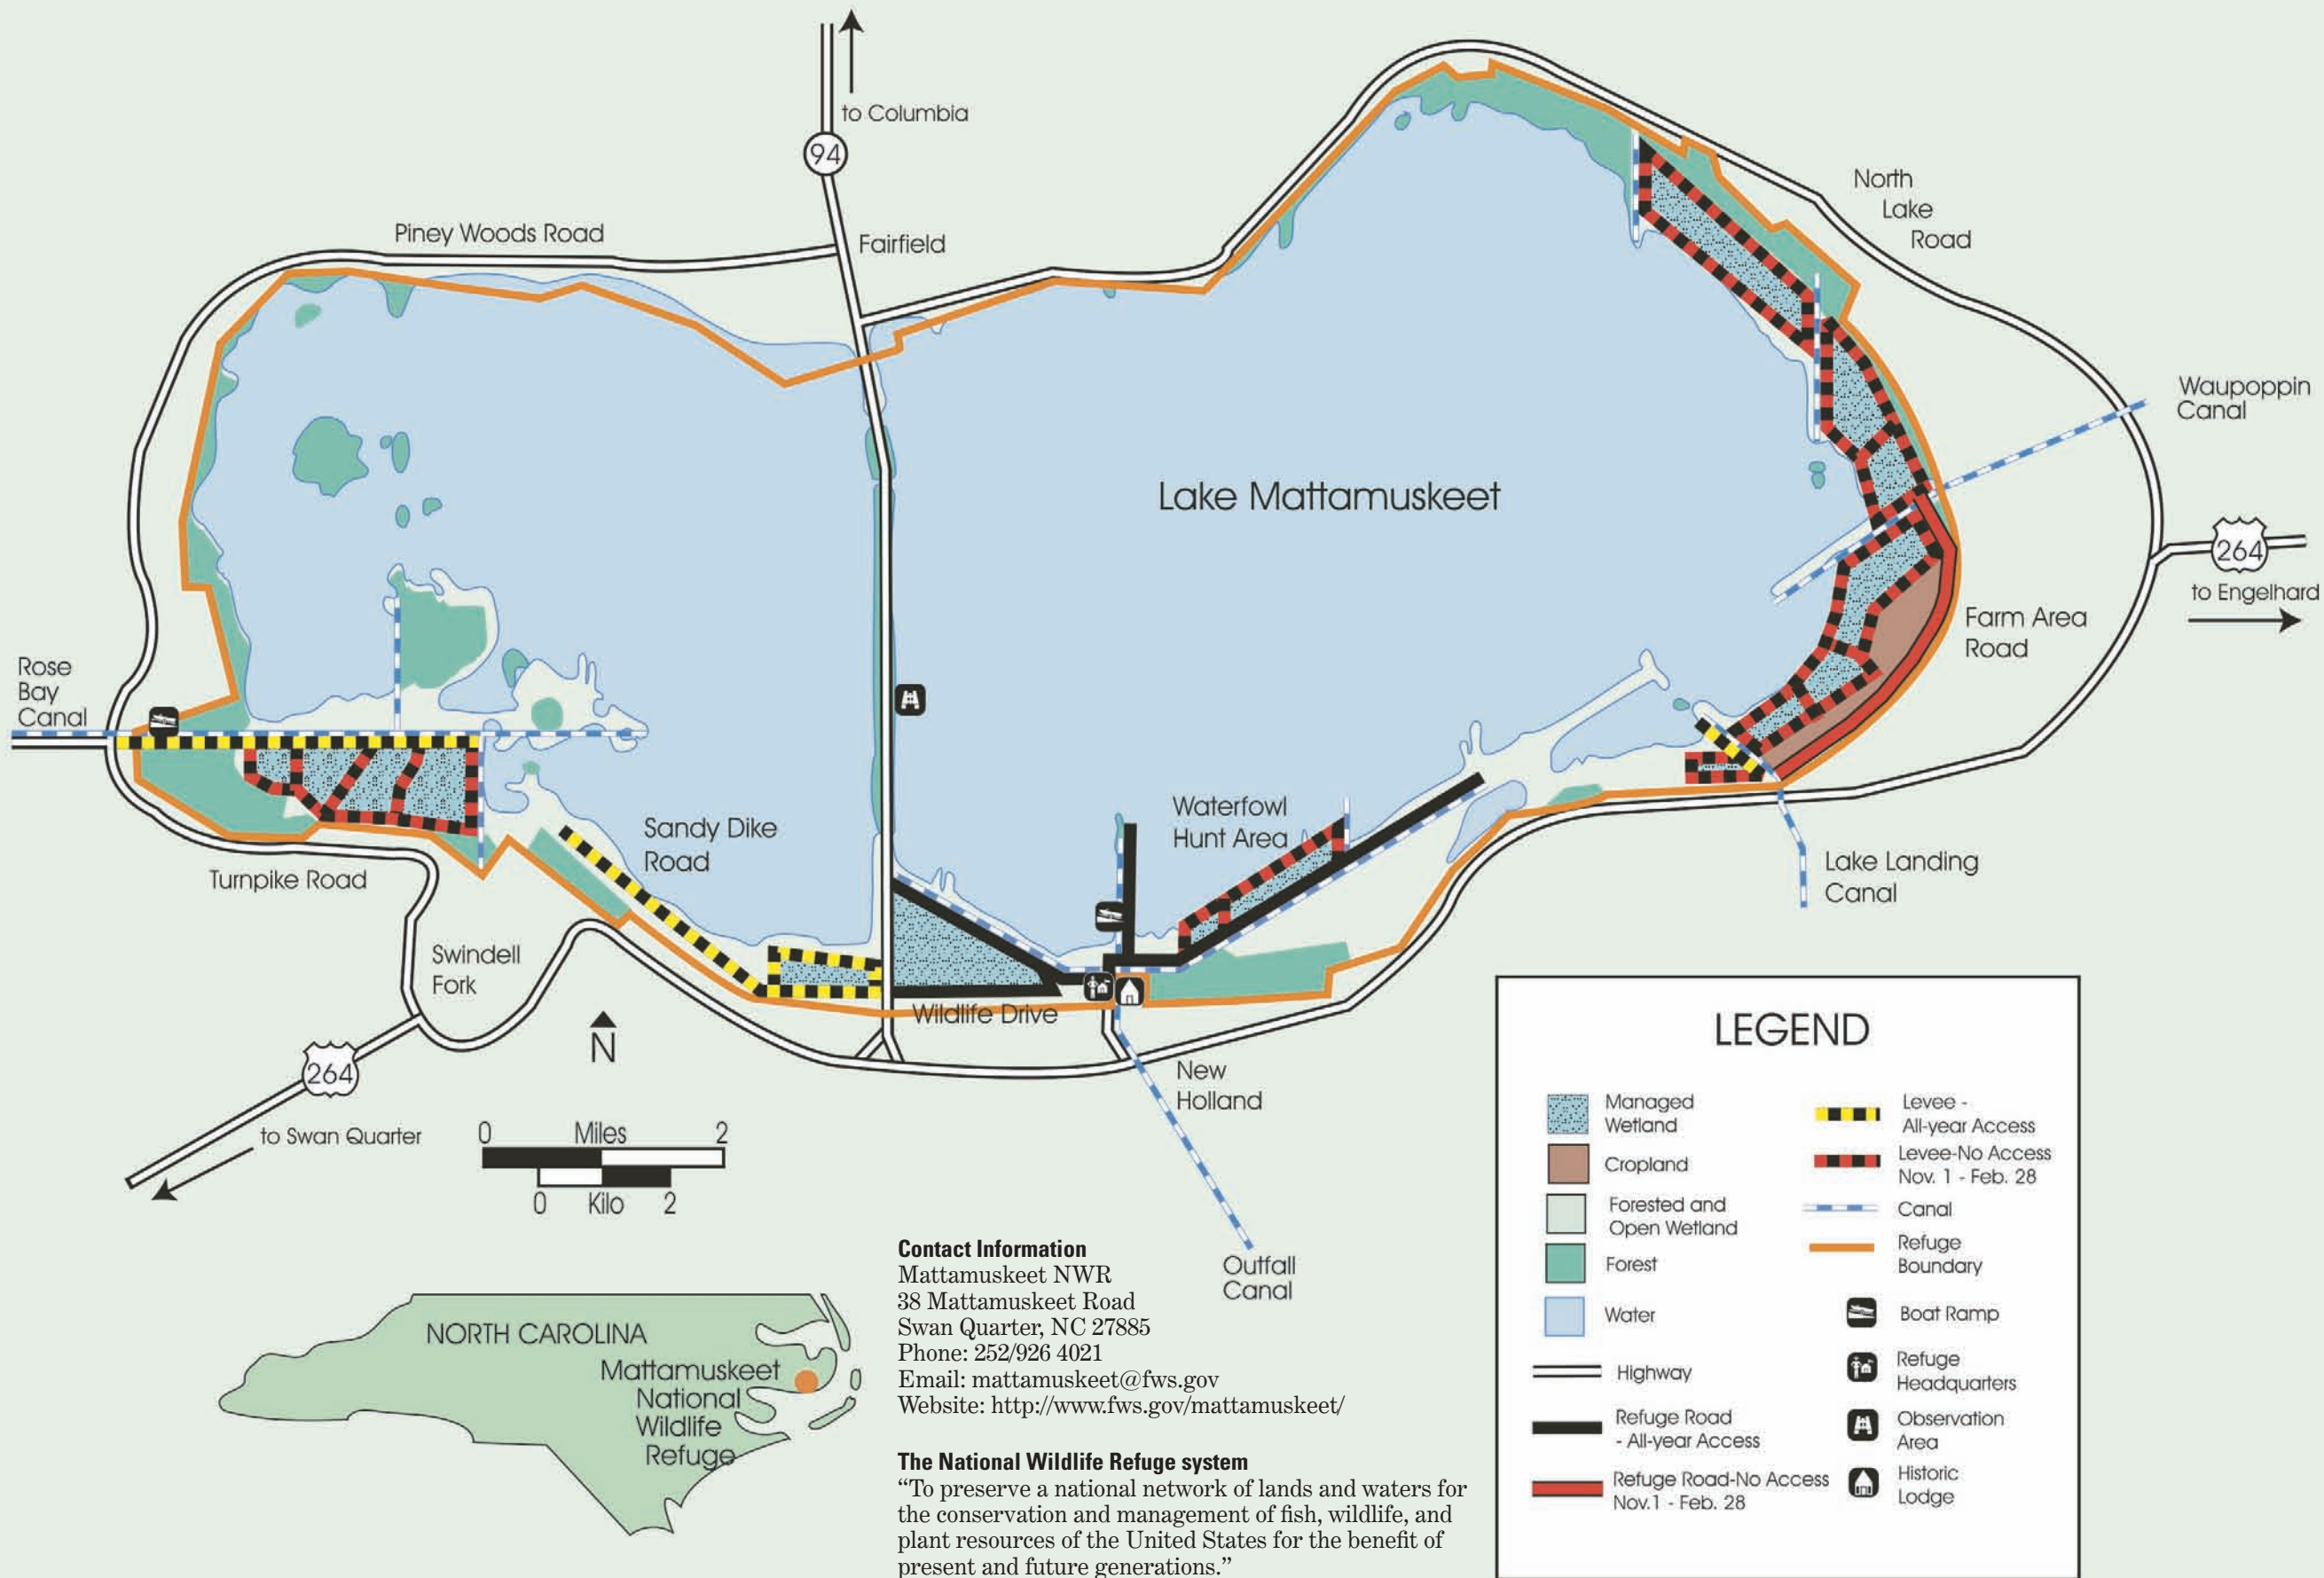 to Columbia
94
Piney Woods Road
Fairfield
North
Lake
Road
Waupoppin
Canal
Lake Mattamuskeet
264
to Engelhard
Farm Area
Road
Rose
Bay
Canal
Waterfowl
Hunt Area
Sandy Dike
Road
Turnpike Road
Lake Landing
Canal
Swindell
Fork
Wildlife Drive
N
264
to Swan Quarter
New
Holland
0 Miles 2
0 Kilo 2
Outfall
Canal
NORTH CAROLINA
Mattamuskeet
National
Wildlife
Refuge
Contact Information
Mattamuskeet NWR
38 Mattamuskeet Road
Swan Quarter, NC 27885
Phone: 252/926 4021
Email: mattamuskeet@fws.gov
Website: http://www.fws.gov/mattamuskeet/
The National Wildlife Refuge system
“To preserve a national network of lands and waters for
the conservation and management of fish, wildlife, and
plant resources of the United States for the benefit of
present and future generations.”
LEGEND
Managed
Wetland
Cropland
Forested and
Open Wetland
Forest
Water
Highway
Refuge Road
- All-year Access
Refuge Road-No Access
Nov.1 - Feb. 28
Levee -
All-year Access
Levee-No Access
Nov. 1 - Feb. 28
Canal
Refuge
Boundary
Boat Ramp
Refuge
Headquarters
Observation
Area
Historic
Lodge